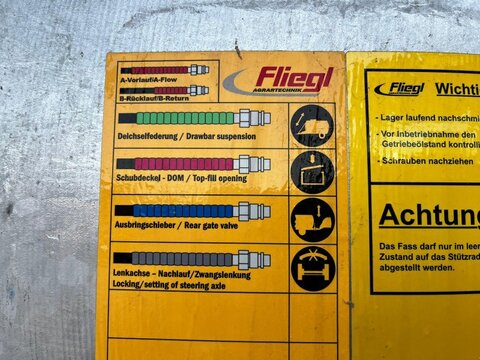 A-Vorlauf/A-Flow
B-Rücklauf/B-Return
Fliegl
AGRARTECHNIK
Deichselfederung / Drawbar suspension
Schubdeckel - DOM / Top-fill opening
Ausbringschieber / Rear gate valve
Lenkachse – Nachlauf/Zwangslenkung
Locking/setting of steering axle
Fliegl
Wichti
- Lager laufend nachschmi
- Vor Inbetriebnahme den
Getriebeölstand kontrolli
- Schrauben nachziehen
Achtung
Das Fass darf nur im leer
Zustand auf das Stützrad
abgestellt werden.